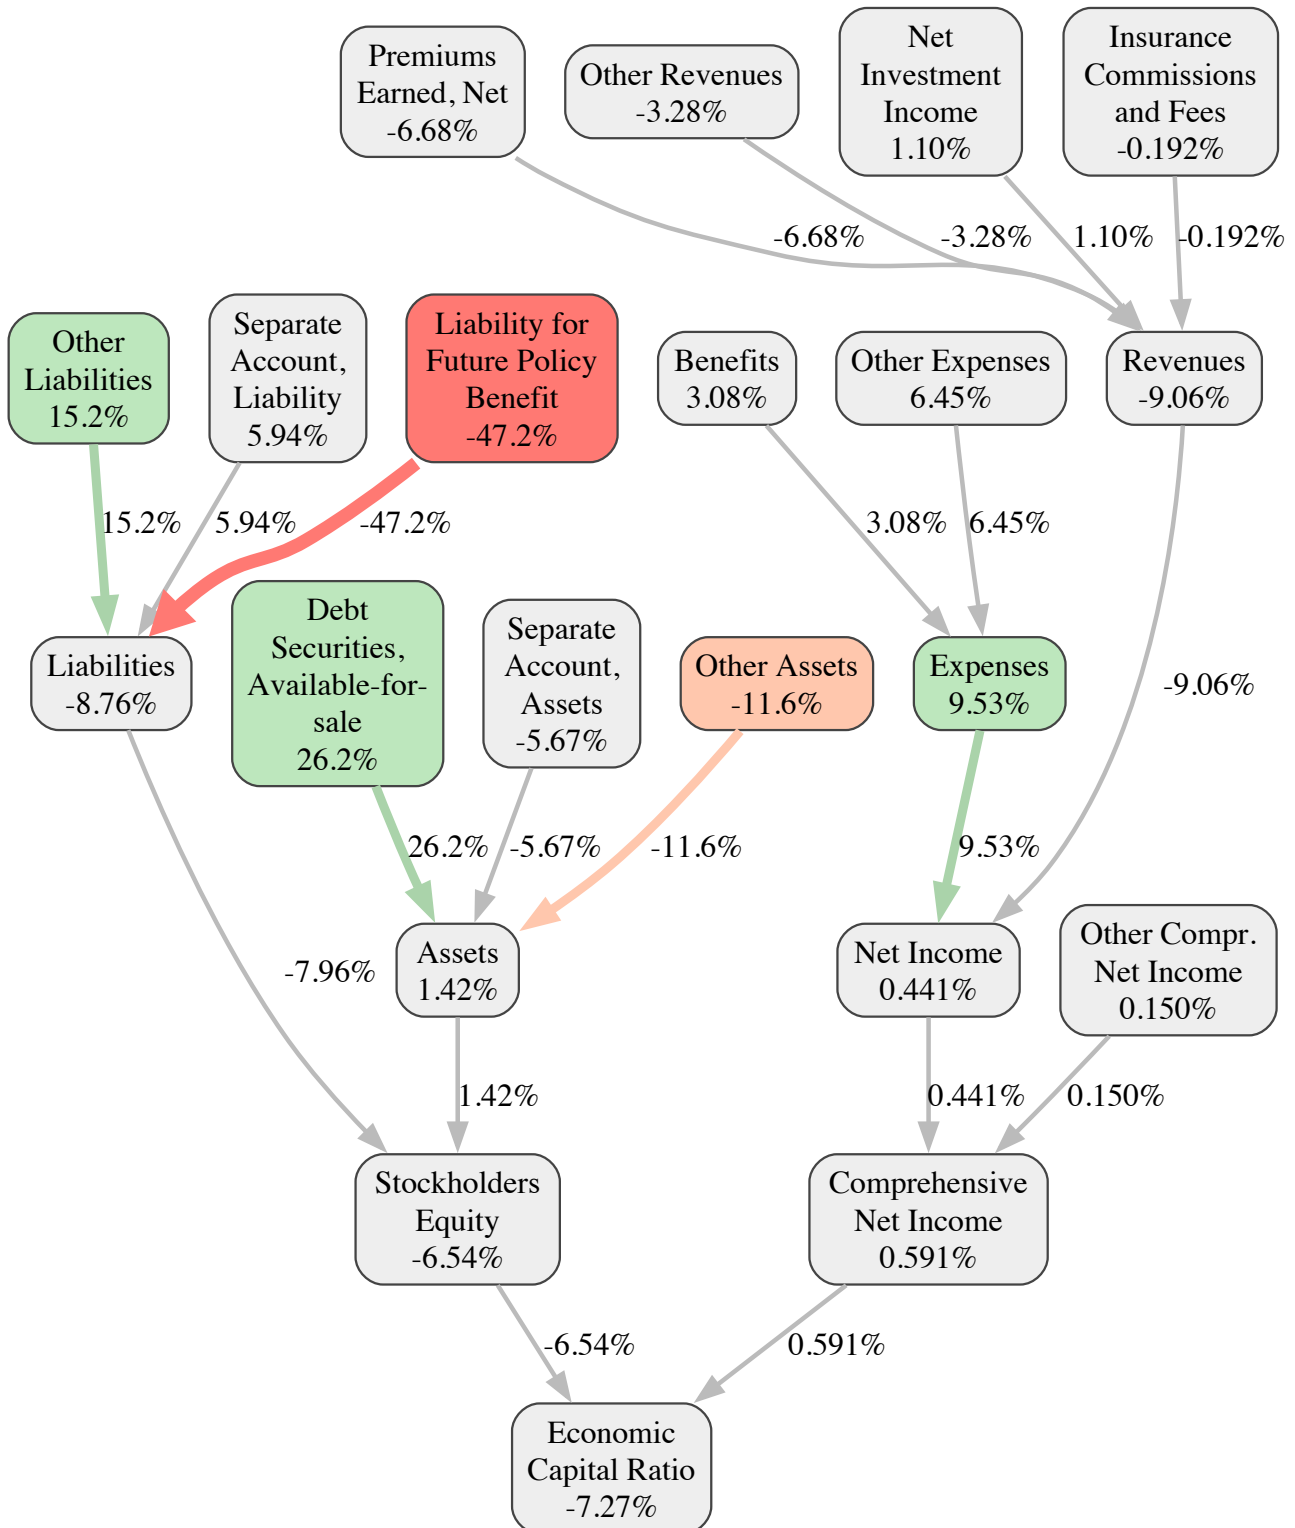 Premiums
Earned, Net
-6.68%
Other Revenues
-3.28%
Net
Investment
Income
1.10%
Insurance
Commissions
and Fees
-0.192%
-6.68%
-3.28%
1.10%
-0.192%
Other
Liabilities
15.2%
Separate
Account,
Liability
5.94%
Liability for
Future Policy
Benefit
-47.2%
Benefits
3.08%
Other Expenses
6.45%
Revenues
-9.06%
15.2%
5.94%
-47.2%
3.08%
6.45%
Liabilities
-8.76%
Debt
Securities,
Available-for-
sale
26.2%
Separate
Account,
Assets
-5.67%
Other Assets
-11.6%
Expenses
9.53%
-9.06%
26.2%
-5.67%
-11.6%
9.53%
-7.96%
Assets
1.42%
Net Income
0.441%
Other Compr.
Net Income
0.150%
1.42%
0.441%
0.150%
Stockholders
Equity
-6.54%
Comprehensive
Net Income
0.591%
-6.54%
0.591%
Economic
Capital Ratio
-7.27%